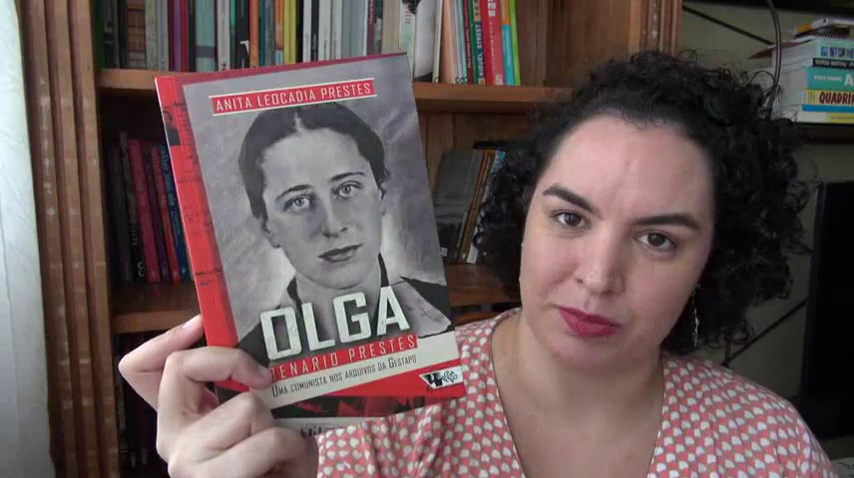 ANITA LEOCADIA PRESTES
OLGA
BENARIO PRESTES
UMA COMUNISTA NOS ARQUIVOS DA GESTAPO
QUADRIN